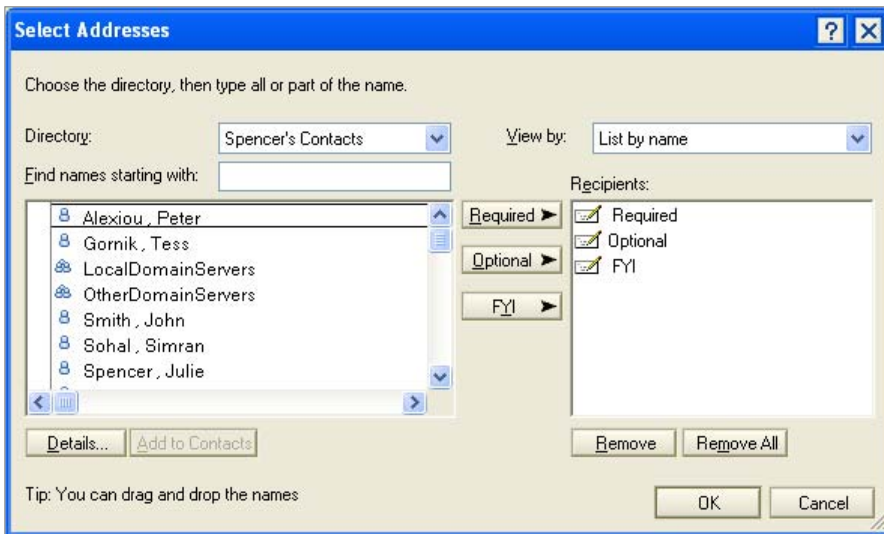 Select Addresses
Choose the directory, then type all or part of the name.
Directory: Spencer's Contacts View by: List by name
Find names starting with:
Recipients:
Alexiou , Peter
Gornik , Tess
LocalDomainServers
OtherDomainServers
Smith , John
Sohal , Simran
Spencer , Julie
Required
Optional
FYI
Required
Optional
FYI
Details... Add to Contacts Remove Remove All
Tip: You can drag and drop the names
OK Cancel